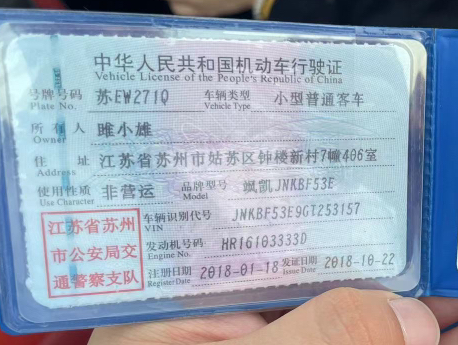 中华人民共和国机动车行驶证
Vehicle License of the People's Republic of China
号牌号码 Plate No. 苏EW271Q 车辆类型 Vehicle Type 小型普通客车
所有人 Owner 睢小雄
住址 Address 江苏省苏州市姑苏区钟楼新村7幢406室
使用性质 Use Character 非营运 品牌型号 Model 飒凯JNKBF53E
江苏省苏州
市公安局交
通警察支队
车辆识别代号 VIN JNKBF53E9GT253157
发动机号码 Engine No. HR16103333D
注册日期 Register Date 2018-01-18 发证日期 Issue Date 2018-10-22